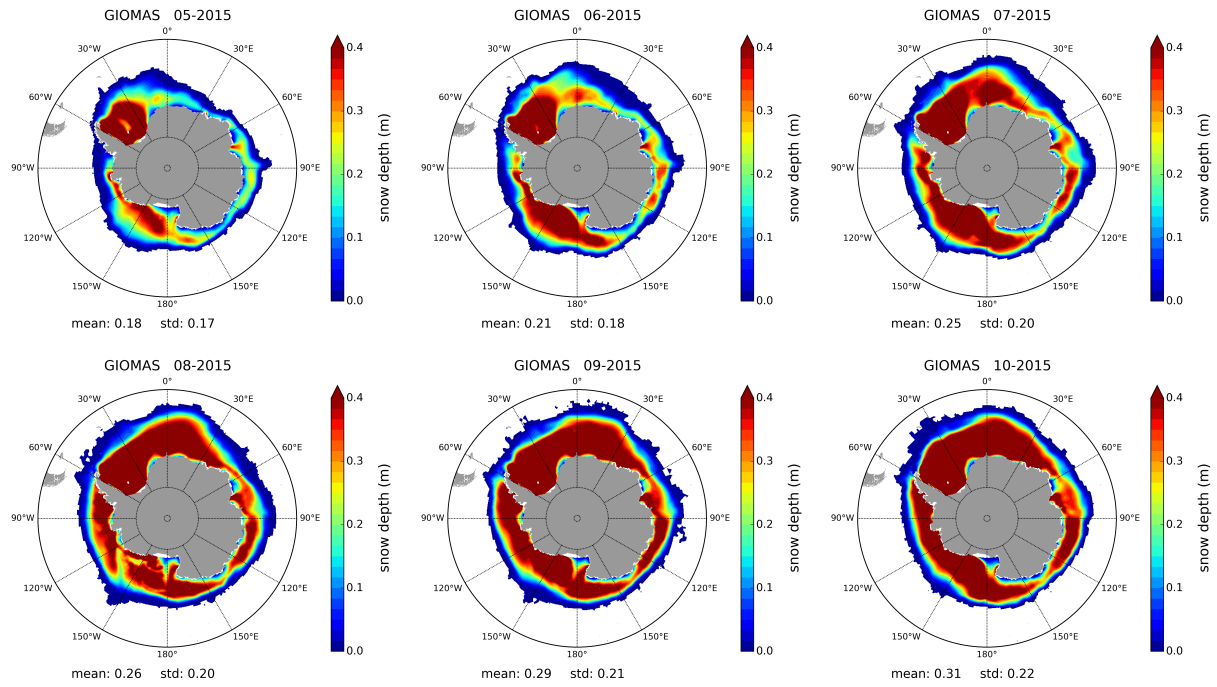 GIOMAS 05-2015
0°
30°W
30°E
60°W
60°E
90°W
90°E
120°W
120°E
150°W
150°E
180°
0.4
0.3
0.2
0.1
0.0
snow depth (m)
mean: 0.18 std: 0.17
GIOMAS 06-2015
0°
30°W
30°E
60°W
60°E
90°W
90°E
120°W
120°E
150°W
150°E
180°
0.4
0.3
0.2
0.1
0.0
snow depth (m)
mean: 0.21 std: 0.18
GIOMAS 07-2015
0°
30°W
30°E
60°W
60°E
90°W
90°E
120°W
120°E
150°W
150°E
180°
0.4
0.3
0.2
0.1
0.0
snow depth (m)
mean: 0.25 std: 0.20
GIOMAS 08-2015
0°
30°W
30°E
60°W
60°E
90°W
90°E
120°W
120°E
150°W
150°E
180°
0.4
0.3
0.2
0.1
0.0
snow depth (m)
mean: 0.26 std: 0.20
GIOMAS 09-2015
0°
30°W
30°E
60°W
60°E
90°W
90°E
120°W
120°E
150°W
150°E
180°
0.4
0.3
0.2
0.1
0.0
snow depth (m)
mean: 0.29 std: 0.21
GIOMAS 10-2015
0°
30°W
30°E
60°W
60°E
90°W
90°E
120°W
120°E
150°W
150°E
180°
0.4
0.3
0.2
0.1
0.0
snow depth (m)
mean: 0.31 std: 0.22